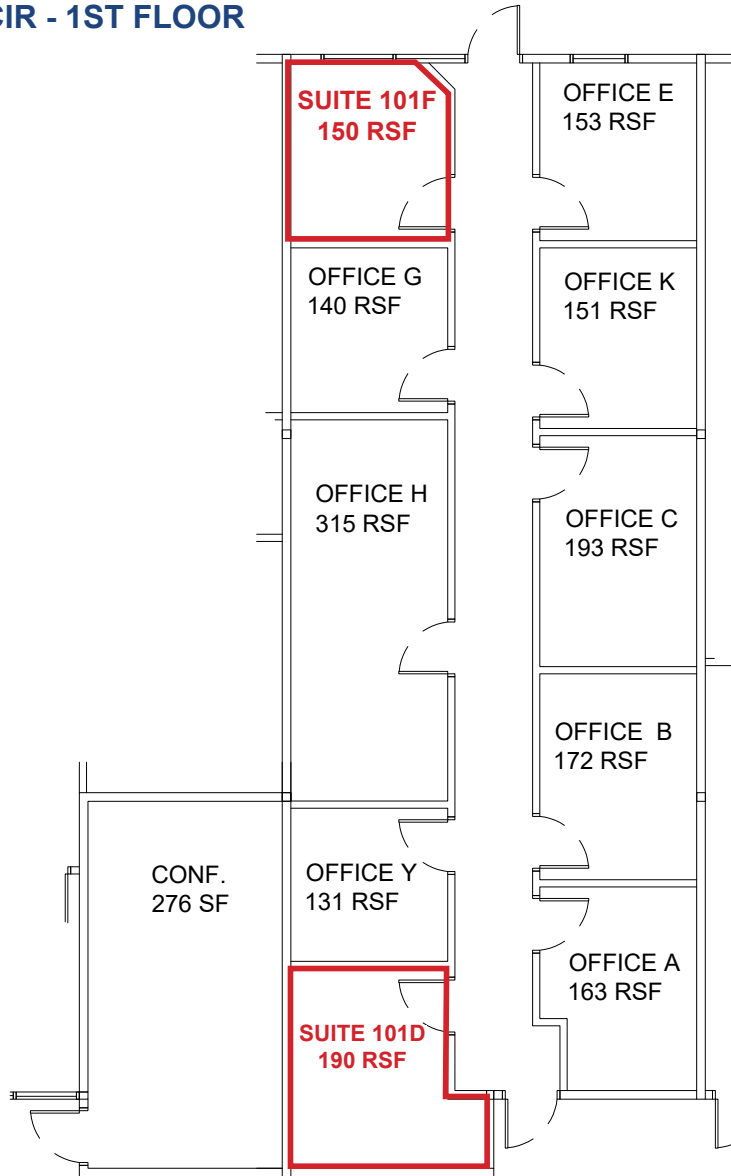 CIR - 1ST FLOOR
SUITE 101F
150 RSF
OFFICE E
153 RSF
OFFICE G
140 RSF
OFFICE K
151 RSF
OFFICE H
315 RSF
OFFICE C
193 RSF
OFFICE B
172 RSF
CONF.
276 SF
OFFICE Y
131 RSF
OFFICE A
163 RSF
SUITE 101D
190 RSF